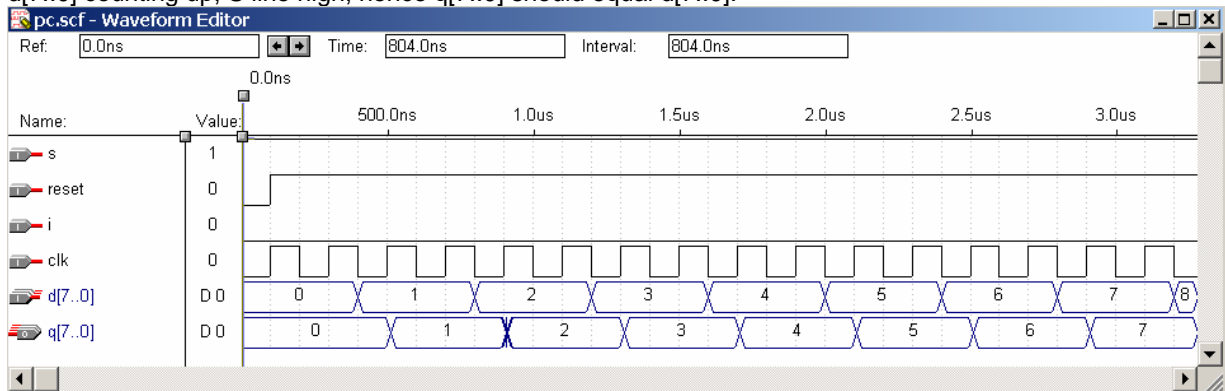 d[7..0] counting up, S line high, hence q[7..0] should equal d[7..0].
pc.scf - Waveform Editor
Ref: 0.0ns Time: 804.0ns Interval: 804.0ns
0.0ns
500.0ns 1.0us 1.5us 2.0us 2.5us 3.0us
Name: Value:
s 1
reset 0
i 0
clk 0
d[7..0] D 0 0 1 2 3 4 5 6 7 8
q[7..0] D 0 0 1 2 3 4 5 6 7